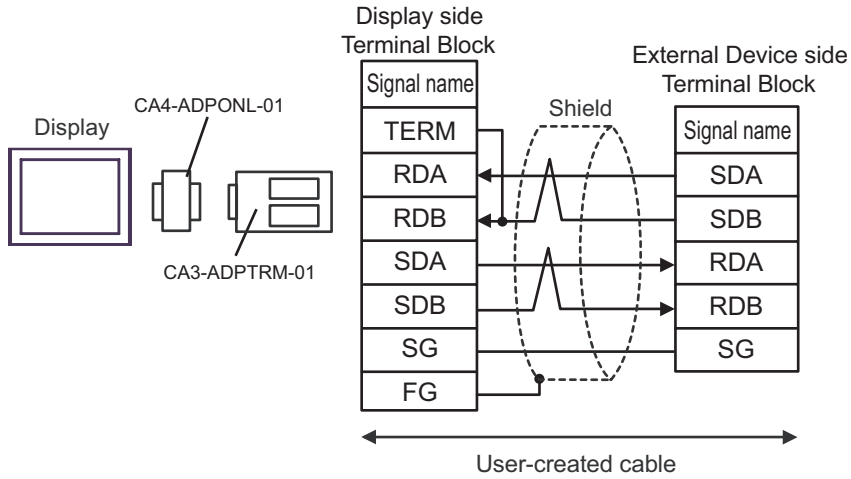 Display side
Terminal Block
External Device side
Terminal Block
CA4-ADPONL-01
Display
CA3-ADPTRM-01
Shield
Signal name
TERM
RDA
RDB
SDA
SDB
SG
FG
Signal name
SDA
SDB
RDA
RDB
SG
User-created cable